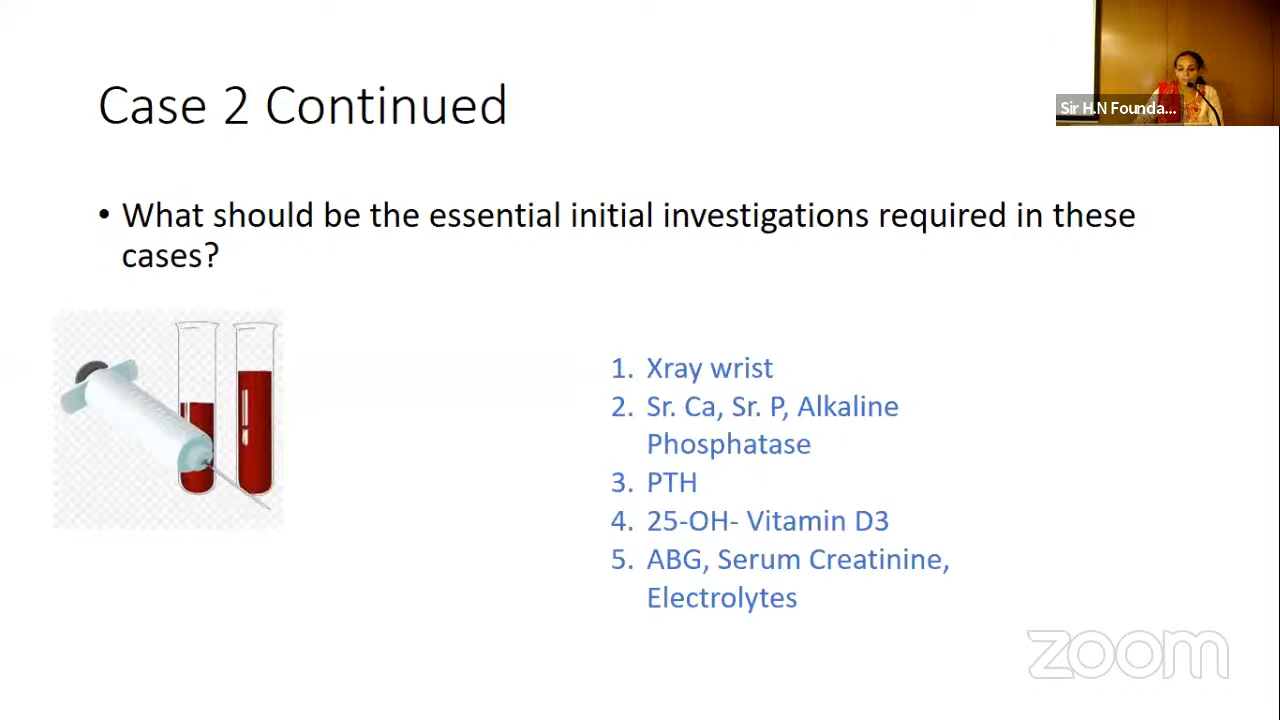 Case 2 Continued
Sir H.N Founda...
• What should be the essential initial investigations required in these
cases?
1. Xray wrist
2. Sr. Ca, Sr. P, Alkaline
Phosphatase
3. PTH
4. 25-OH- Vitamin D3
5. ABG, Serum Creatinine,
Electrolytes
zoom